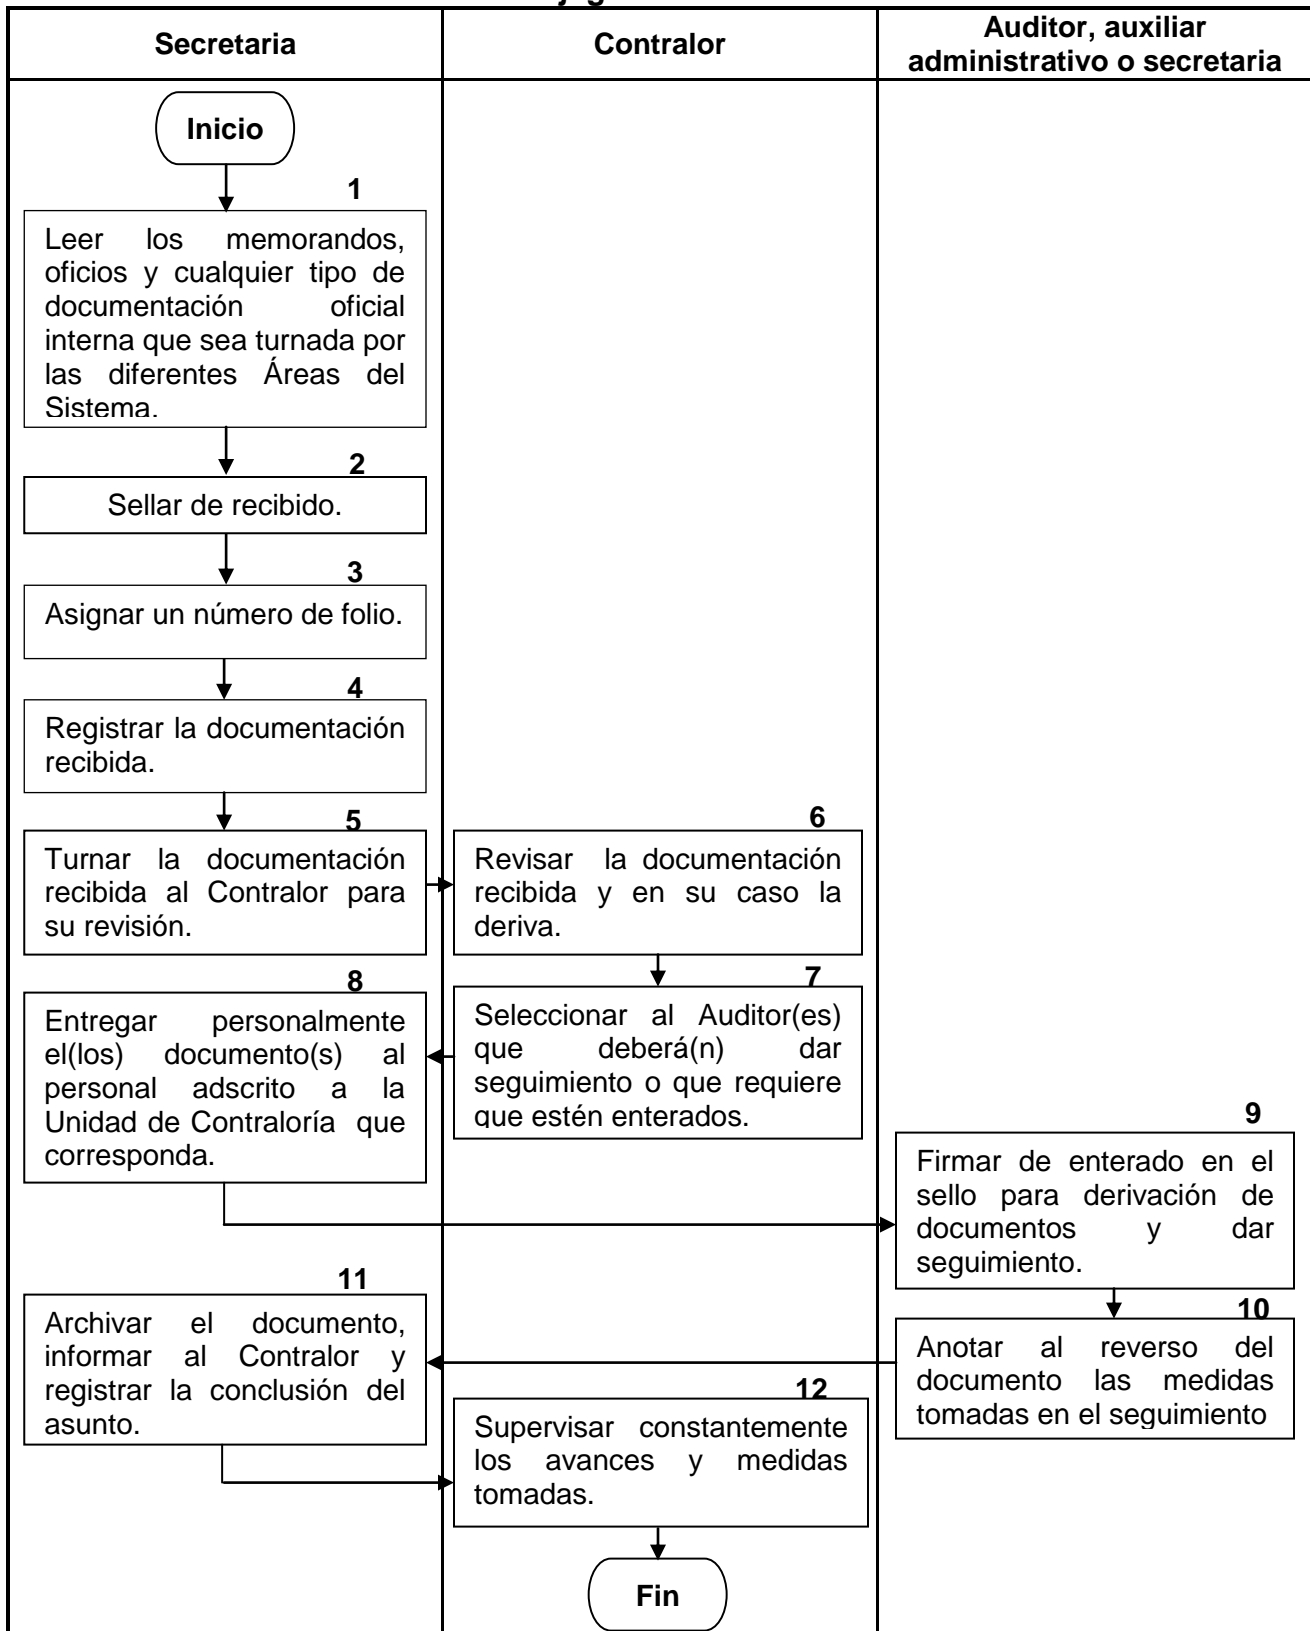 Secretaria
Contralor
Auditor, auxiliar
administrativo o secretaria
Inicio
1
Leer los memorandos,
oficios y cualquier tipo de
documentación oficial
interna que sea turnada por
las diferentes Áreas del
Sistema.
2
Sellar de recibido.
3
Asignar un número de folio.
4
Registrar la documentación
recibida.
5
Turnar la documentación
recibida al Contralor para
su revisión.
6
Revisar la documentación
recibida y en su caso la
deriva.
7
Seleccionar al Auditor(es)
que deberá(n) dar
seguimiento o que requiere
que estén enterados.
8
Entregar personalmente
el(los) documento(s) al
personal adscrito a la
Unidad de Contraloría que
corresponda.
9
Firmar de enterado en el
sello para derivación de
documentos y dar
seguimiento.
10
Anotar al reverso del
documento las medidas
tomadas en el seguimiento
11
Archivar el documento,
informar al Contralor y
registrar la conclusión del
asunto.
12
Supervisar constantemente
los avances y medidas
tomadas.
Fin